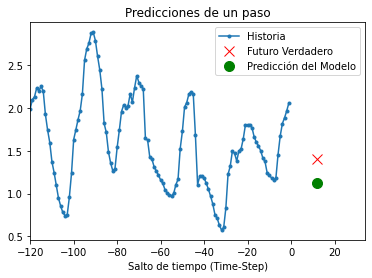 Predicciones de un paso
Historia
Futuro Verdadero
Predicción del Modelo
2.5
2.0
1.5
1.0
0.5
−120 −100 −80 −60 −40 −20 0 20
Salto de tiempo (Time-Step)